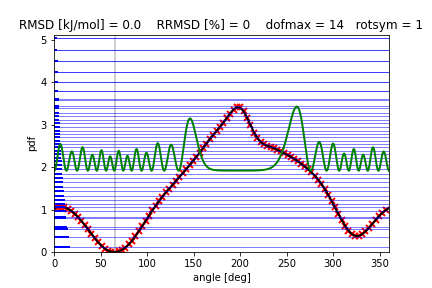 RMSD [kJ/mol] = 0.0    RRMSD [%] = 0    dofmax = 14   rotsym = 1
5
4
3
2
1
0
pdf
0 50 100 150 200 250 300 350
angle [deg]